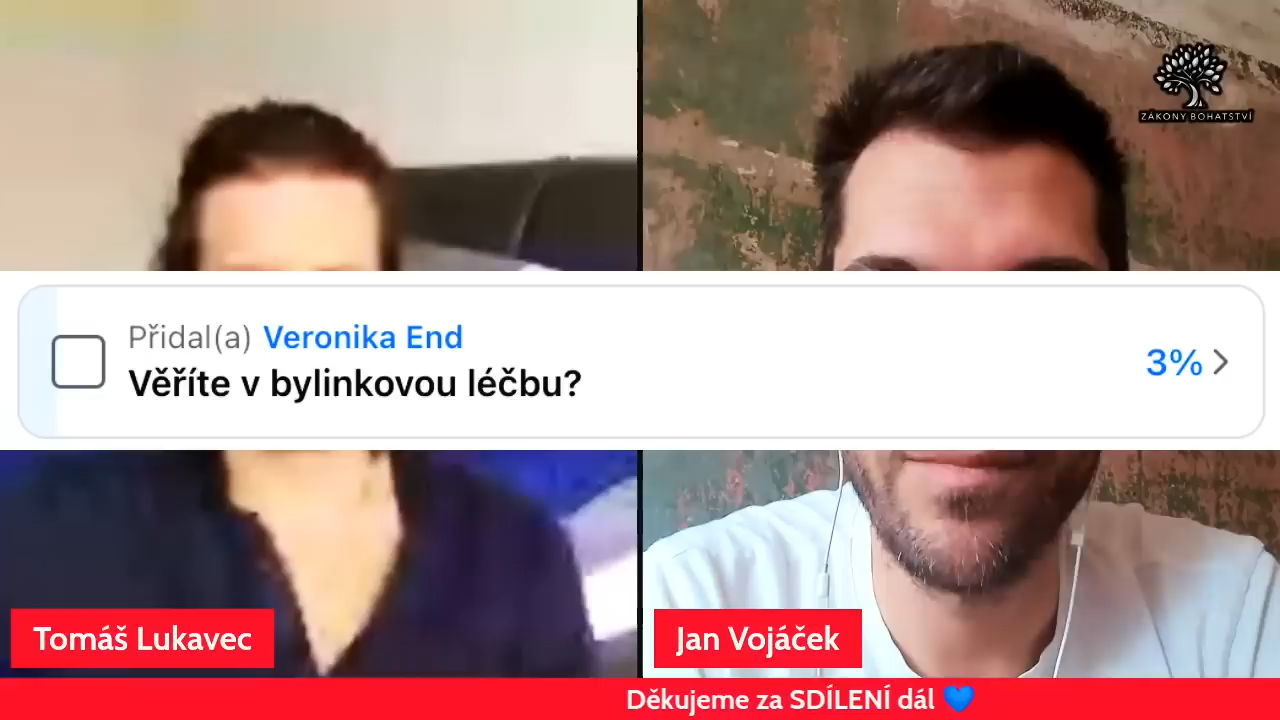 ZÁKONY BOHATSTVÍ
Přidal(a) Veronika End
Věříte v bylinkovou léčbu?
3%
Tomáš Lukavec
Jan Vojáček
Děkujeme za SDÍLENÍ dál 💙